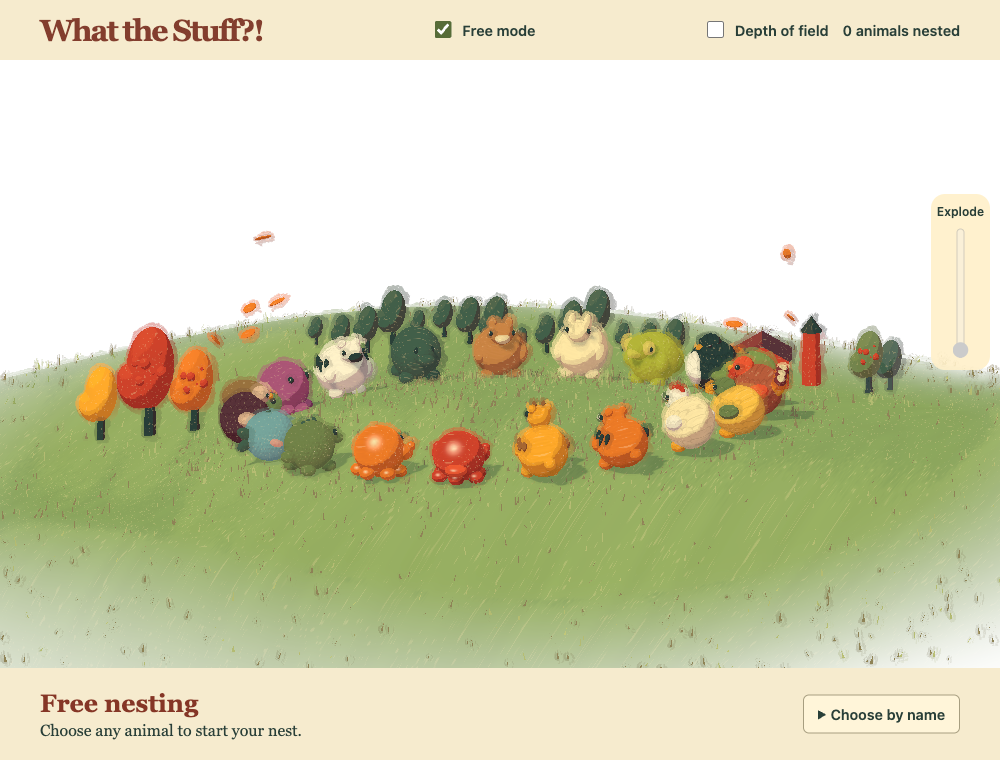 What the Stuff?!
Free mode
Depth of field
0 animals nested
Explode
Free nesting
Choose any animal to start your nest.
Choose by name